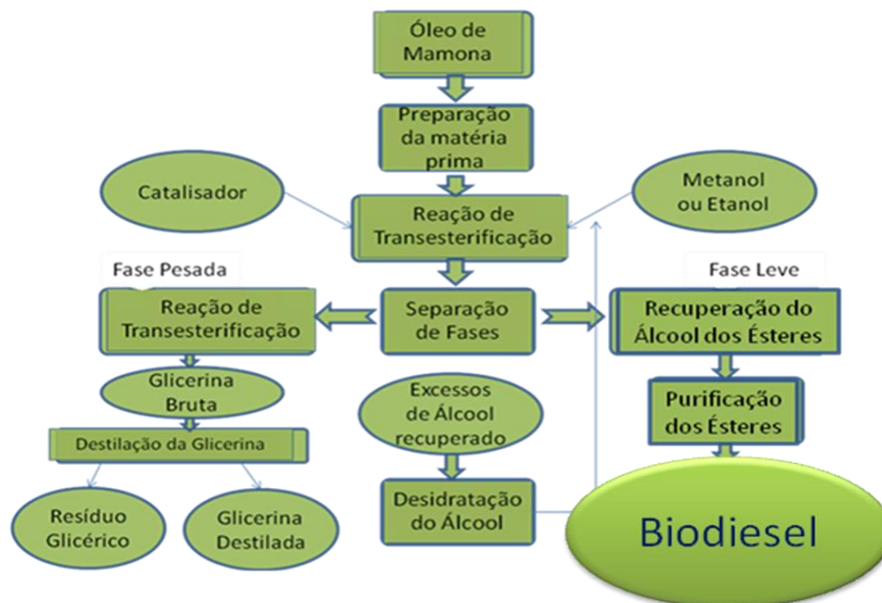 Óleo de
Mamona
Preparação
da matéria
prima
Catalisador
Metanol
ou Etanol
Reação de
Transesterificação
Fase Pesada
Fase Leve
Reação de
Transesterificação
Separação
de Fases
Recuperação do
Álcool dos Ésteres
Glicerina
Bruta
Excessos
de Álcool
recuperado
Purificação
dos Ésteres
Destilação da Glicerina
Resíduo
Glicérico
Glicerina
Destilada
Desidratação
do Álcool
Biodiesel